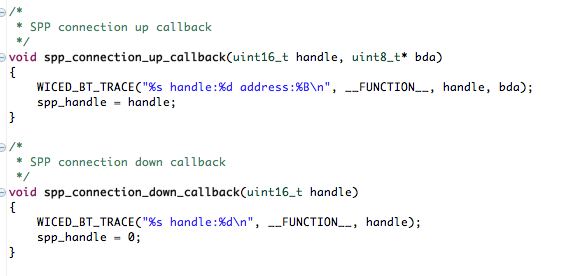 /*
 * SPP connection up callback
 */
void spp_connection_up_callback(uint16_t handle, uint8_t* bda)
{
    WICED_BT_TRACE("%s handle:%d address:%B\n", __FUNCTION__, handle, bda);
    spp_handle = handle;
}

/*
 * SPP connection down callback
 */
void spp_connection_down_callback(uint16_t handle)
{
    WICED_BT_TRACE("%s handle:%d\n", __FUNCTION__, handle);
    spp_handle = 0;
}